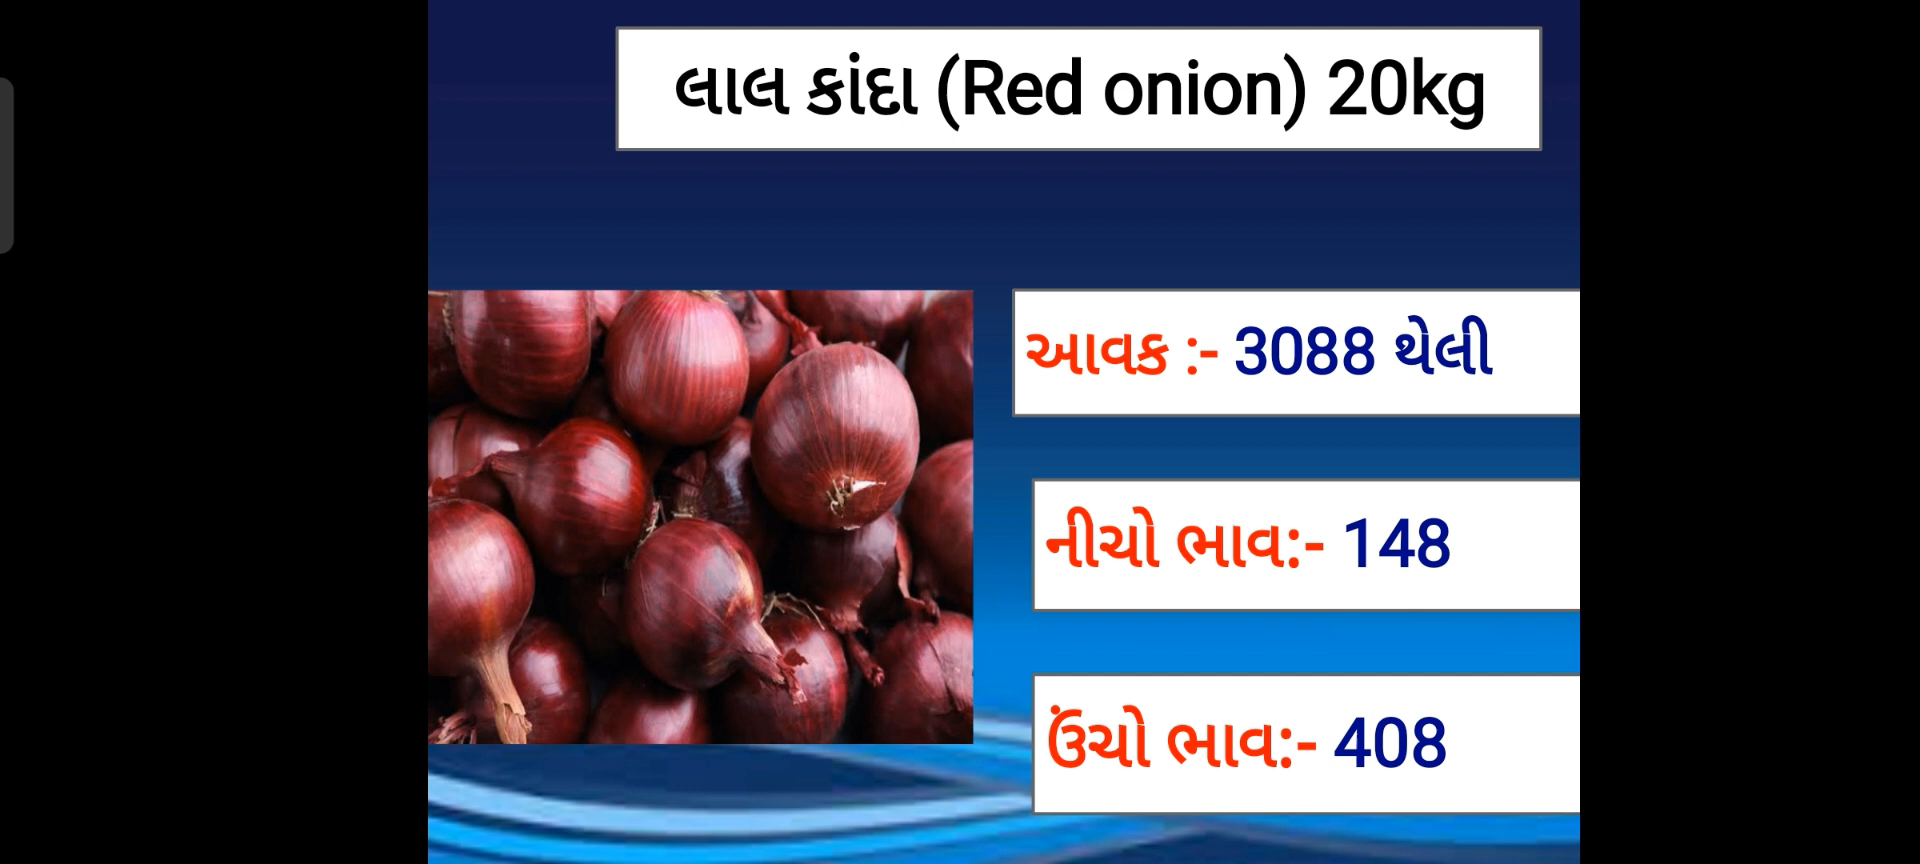 લાલ કાંદા (Red onion) 20kg
આવક :- 3088 થેલી
નીચો ભાવ:- 148
ઉંચો ભાવ:- 408